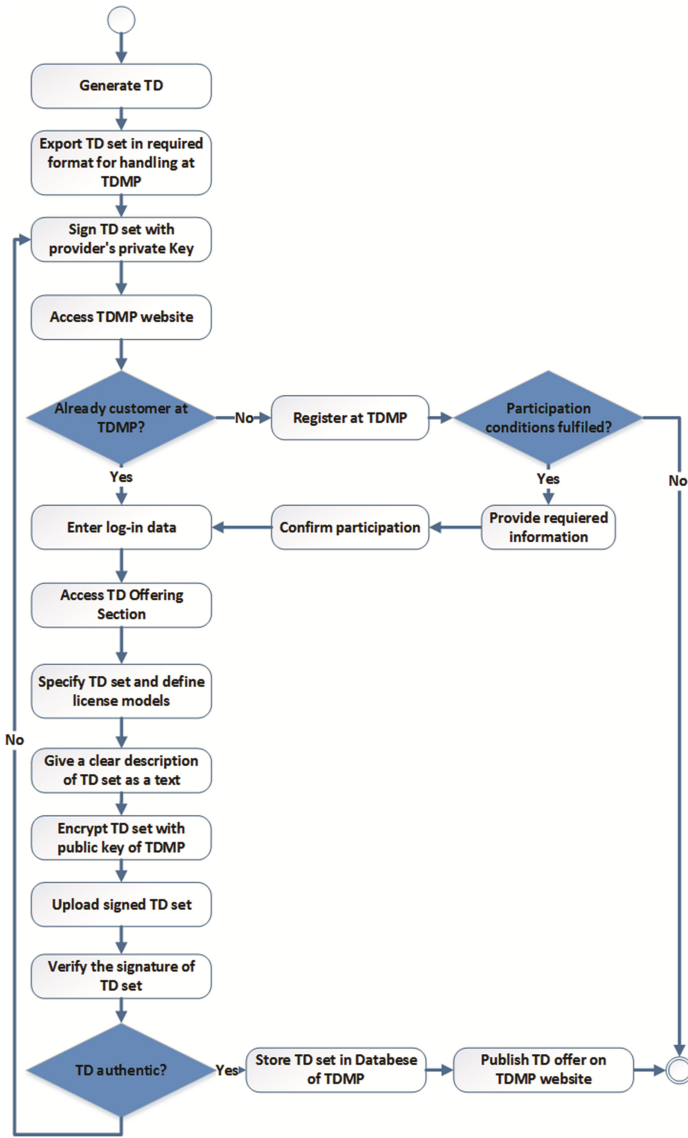 Generate TD
Export TD set in required
format for handling at
TDMP
Sign TD set with
provider's private Key
Access TDMP website
Already customer at
TDMP?
No
Register at TDMP
Participation
conditions fulfiled?
No
Yes
Yes
Enter log-in data
Confirm participation
Provide requiered
information
Access TD Offering
Section
Specify TD set and define
license models
No
Give a clear description
of TD set as a text
Encrypt TD set with
public key of TDMP
Upload signed TD set
Verify the signature of
TD set
TD authentic?
Yes
Store TD set in Databese
of TDMP
Publish TD offer on
TDMP website